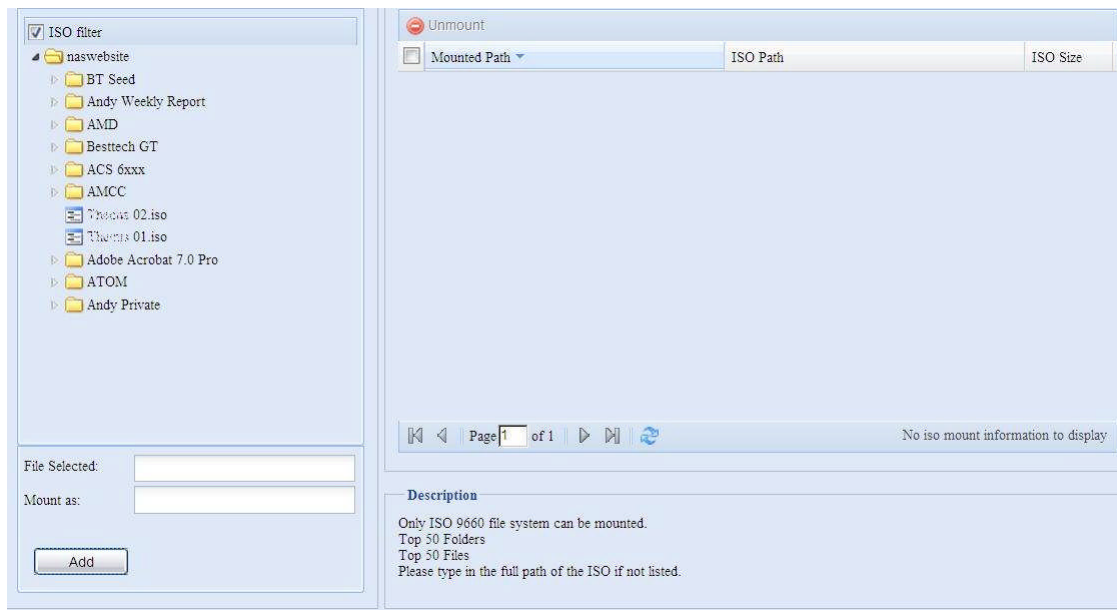 ISO filter
naswebsite
BT Seed
Andy Weekly Report
AMD
Besttech GT
ACS 6xxx
AMCC
02.iso
01.iso
Adobe Acrobat 7.0 Pro
ATOM
Andy Private
File Selected:
Mount as:
Add
Unmount
Mounted Path ISO Path ISO Size
Page 1 of 1 No iso mount information to display
Description
Only ISO 9660 file system can be mounted.
Top 50 Folders
Top 50 Files
Please type in the full path of the ISO if not listed.